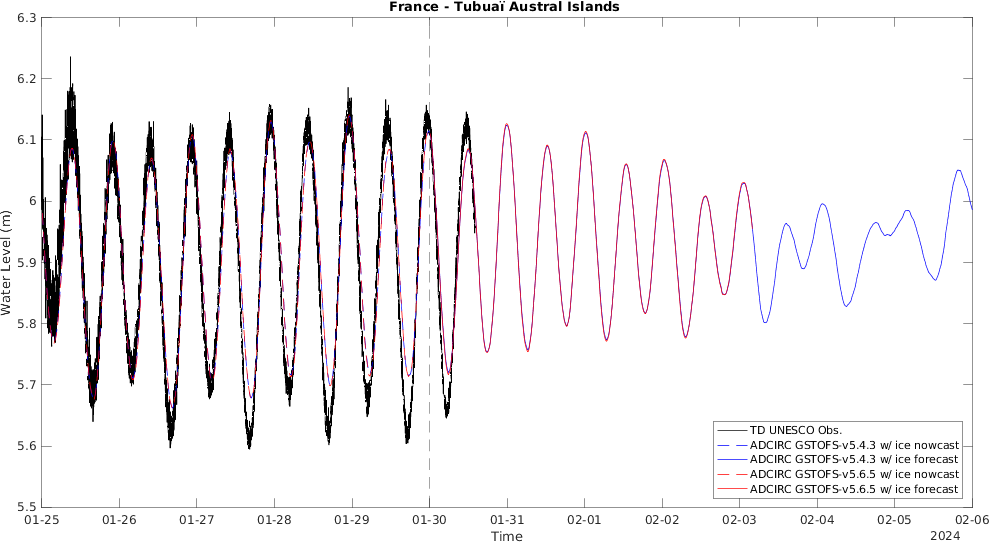 France - Tubuaï Austral Islands
6.3
6.2
6.1
6
5.9
5.8
5.7
5.6
5.5
Water Level (m)
TD UNESCO Obs.
ADCIRC GSTOFS-v5.4.3 w/ ice nowcast
ADCIRC GSTOFS-v5.4.3 w/ ice forecast
ADCIRC GSTOFS-v5.6.5 w/ ice nowcast
ADCIRC GSTOFS-v5.6.5 w/ ice forecast
01-25 01-26 01-27 01-28 01-29 01-30 01-31 02-01 02-02 02-03 02-04 02-05 02-06
Time
2024